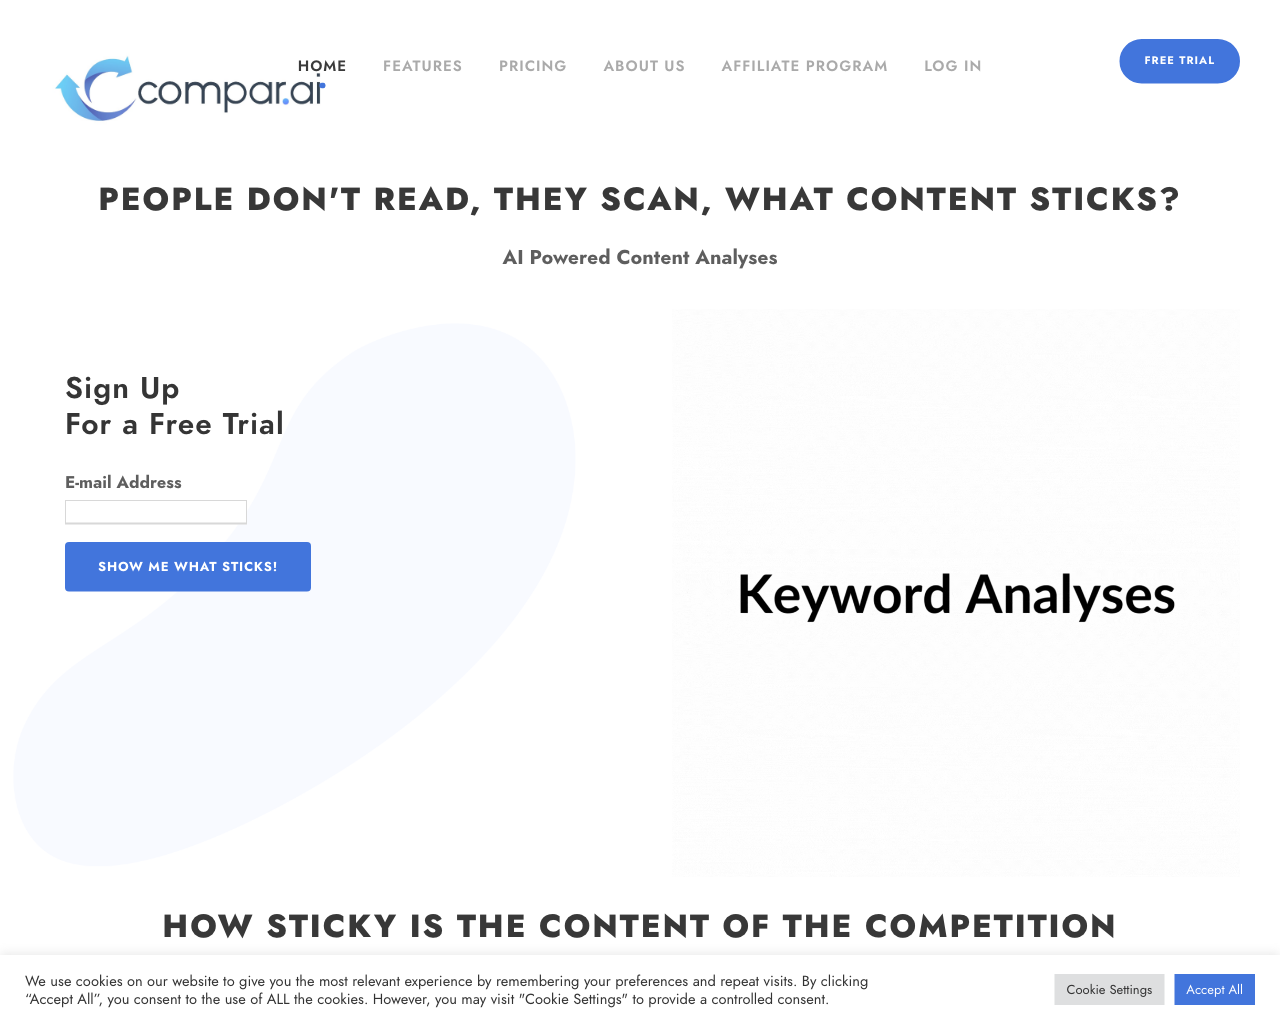 compar.ai
HOME
FEATURES
PRICING
ABOUT US
AFFILIATE PROGRAM
LOG IN
FREE TRIAL
PEOPLE DON'T READ, THEY SCAN, WHAT CONTENT STICKS?
AI Powered Content Analyses
Sign Up
For a Free Trial
E-mail Address
SHOW ME WHAT STICKS!
Keyword Analyses
HOW STICKY IS THE CONTENT OF THE COMPETITION
We use cookies on our website to give you the most relevant experience by remembering your preferences and repeat visits. By clicking
“Accept All”, you consent to the use of ALL the cookies. However, you may visit "Cookie Settings" to provide a controlled consent.
Cookie Settings
Accept All